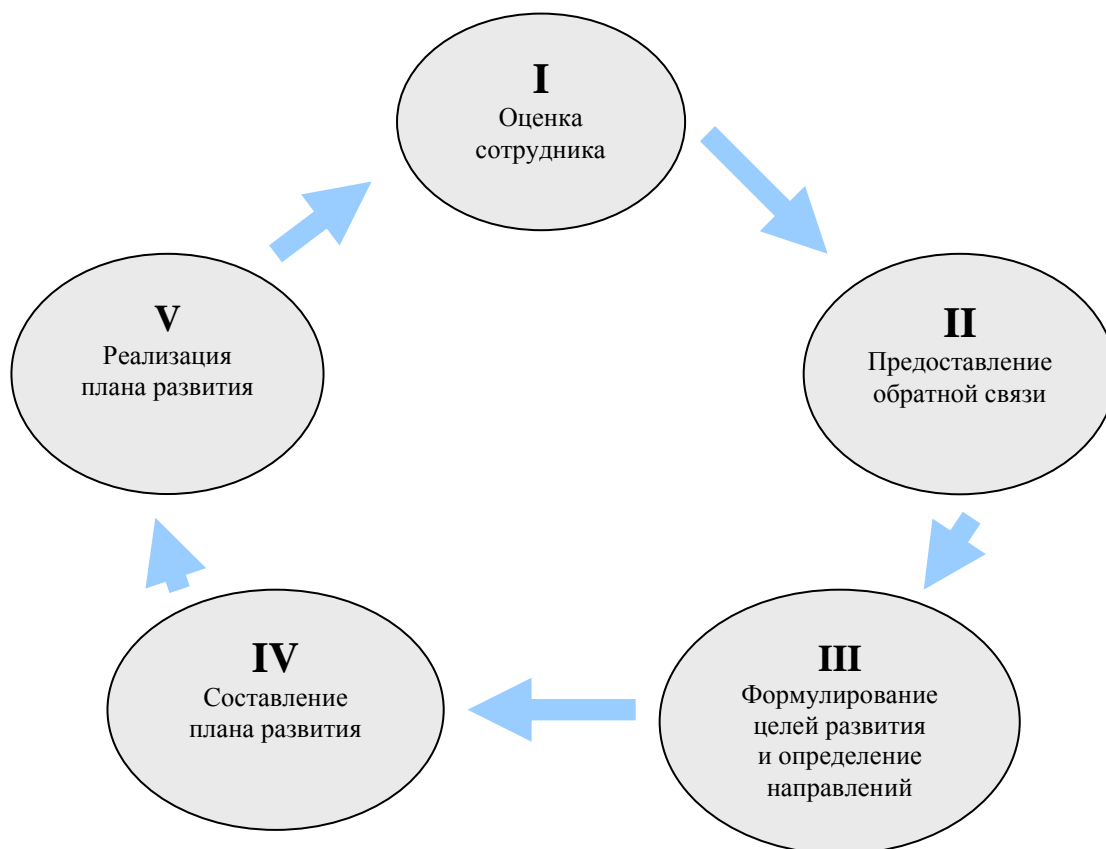 I
Оценка
сотрудника
II
Предоставление
обратной связи
III
Формулирование
целей развития
и определение
направлений
IV
Составление
плана развития
V
Реализация
плана развития